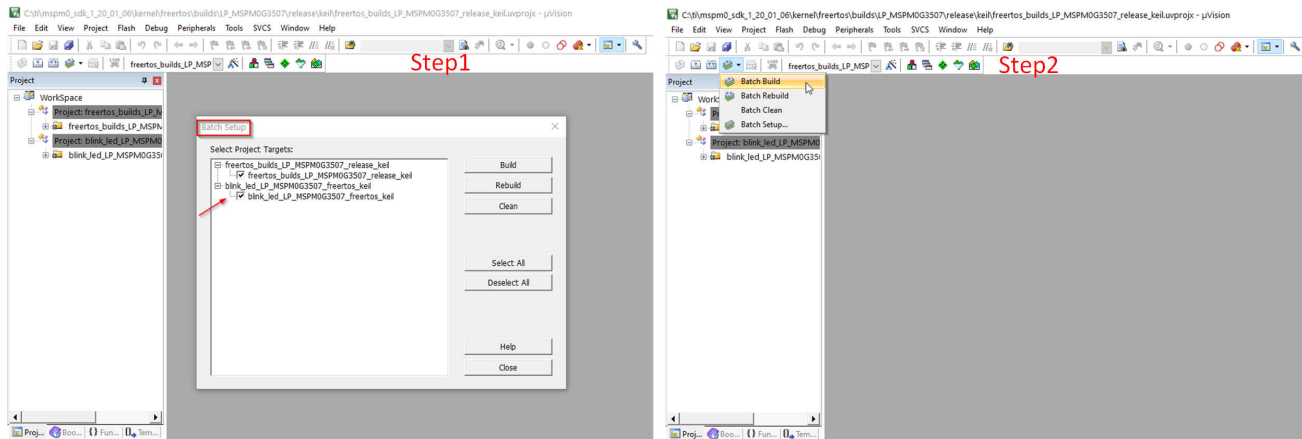 C:\ti\mspm0_sdk_1_20_01_06\kernel\freertos\builds\LP_MSPM0G3507\release\keil\freertos_builds_LP_MSPM0G3507_release_keil.uvprojx - µVision
File Edit View Project Flash Debug Peripherals Tools SVCS Window Help
freertos_builds_LP_MSP
Step1
Project
WorkSpace
Project: freertos_builds_LP_M
freertos_builds_LP_MSPM
Project: blink_led_LP_MSPM0
blink_led_LP_MSPM0G35
Batch Setup
Select Project Targets:
freertos_builds_LP_MSPM0G3507_release_keil
freertos_builds_LP_MSPM0G3507_release_keil
blink_led_LP_MSPM0G3507_freertos_keil
blink_led_LP_MSPM0G3507_freertos_keil
Build
Rebuild
Clean
Select All
Deselect All
Help
Close
Proj... Boo... {} Fun... Tem...
C:\ti\mspm0_sdk_1_20_01_06\kernel\freertos\builds\LP_MSPM0G3507\release\keil\freertos_builds_LP_MSPM0G3507_release_keil.uvprojx - µVision
File Edit View Project Flash Debug Peripherals Tools SVCS Window Help
freertos_builds_LP_MSP
Step2
Project
Batch Build
Batch Rebuild
Batch Clean
Batch Setup...
Work
Project: blink_led_LP_MSPM0
blink_led_LP_MSPM0G35
Proj... Boo... {} Fun... Tem...